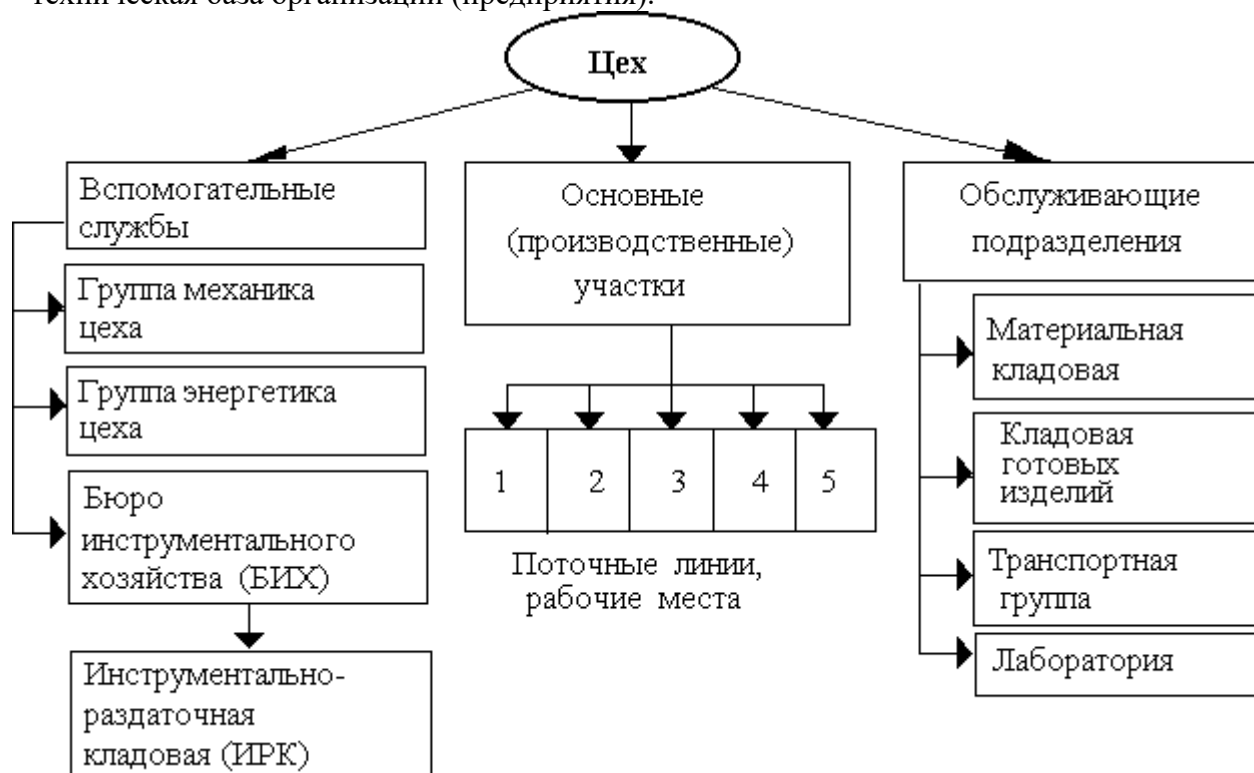 техническая база организации (предприятия).
Цех
Вспомогательные
службы
Группа механика
цеха
Группа энергетика
цеха
Бюро
инструментального
хозяйства (БИХ)
Инструментально-
раздаточная
кладовая (ИРК)
Основные
(производственные)
участки
1 2 3 4 5
Поточные линии,
рабочие места
Обслуживающие
подразделения
Материальная
кладовая
Кладовая
готовых
изделий
Транспортная
группа
Лаборатория